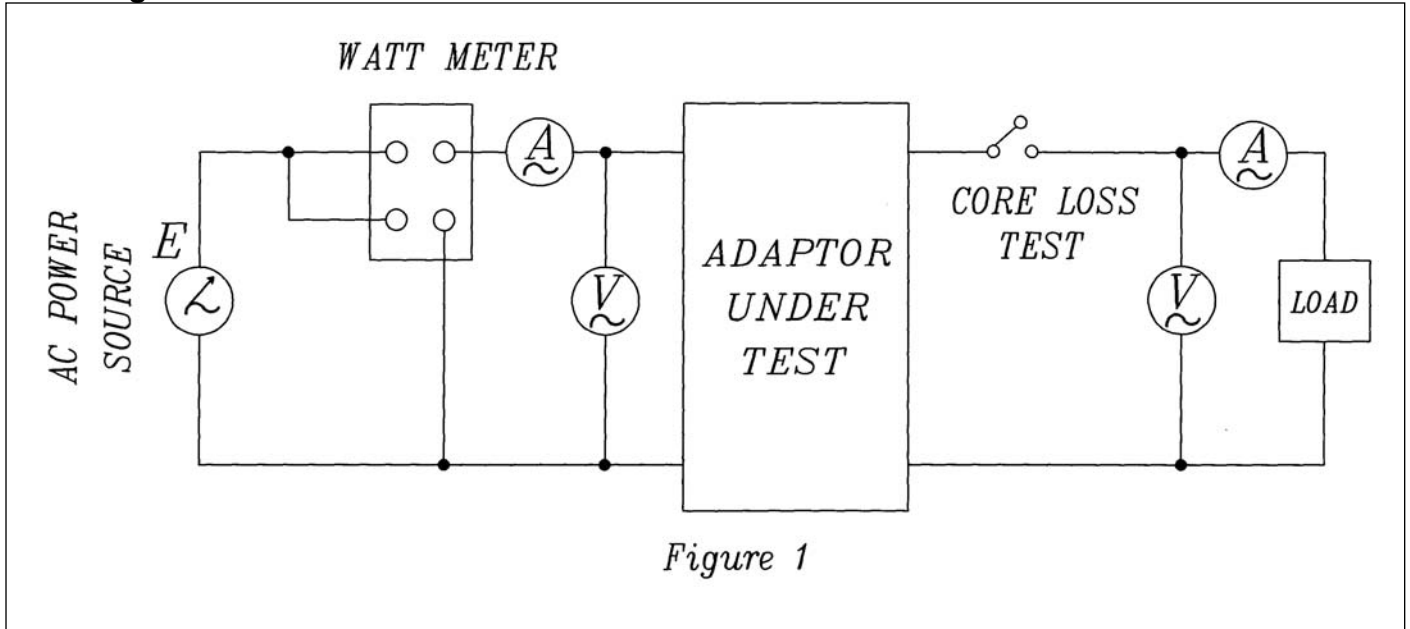 WATT METER
A
A
CORE LOSS
TEST
AC POWER
SOURCE
E
ADAPTOR
UNDER
TEST
V
V
LOAD
Figure 1